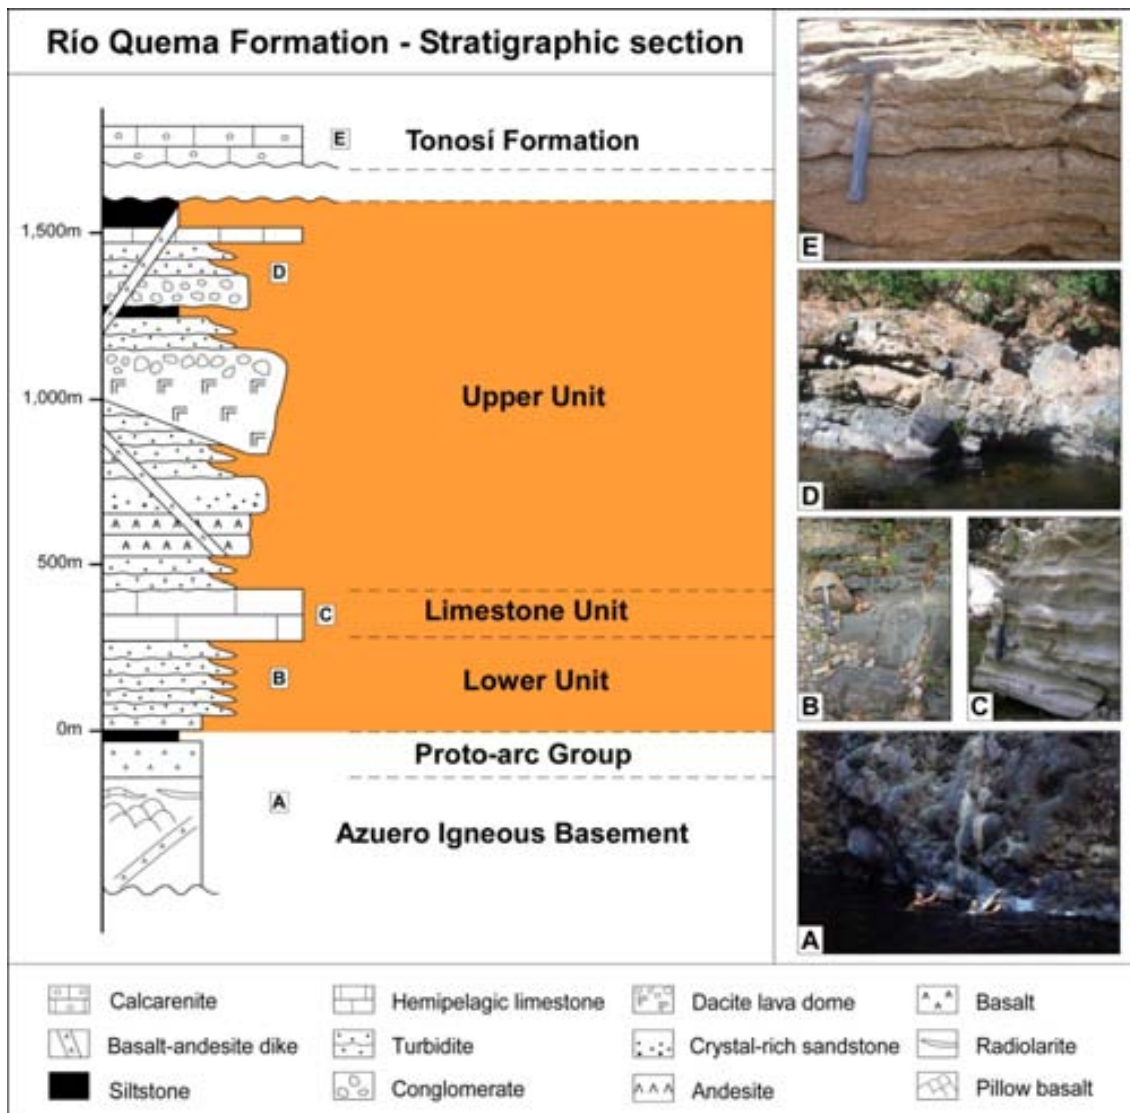 Río Quema Formation - Stratigraphic section
E
Tonosí Formation
1,500m
D
1,000m
Upper Unit
500m
C
Limestone Unit
B
Lower Unit
0m
Proto-arc Group
A
Azuero Igneous Basement
E
D
B
C
A
Calcarenite
Hemipelagic limestone
Dacite lava dome
Basalt
Basalt-andesite dike
Turbidite
Crystal-rich sandstone
Radiolarite
Siltstone
Conglomerate
Andesite
Pillow basalt